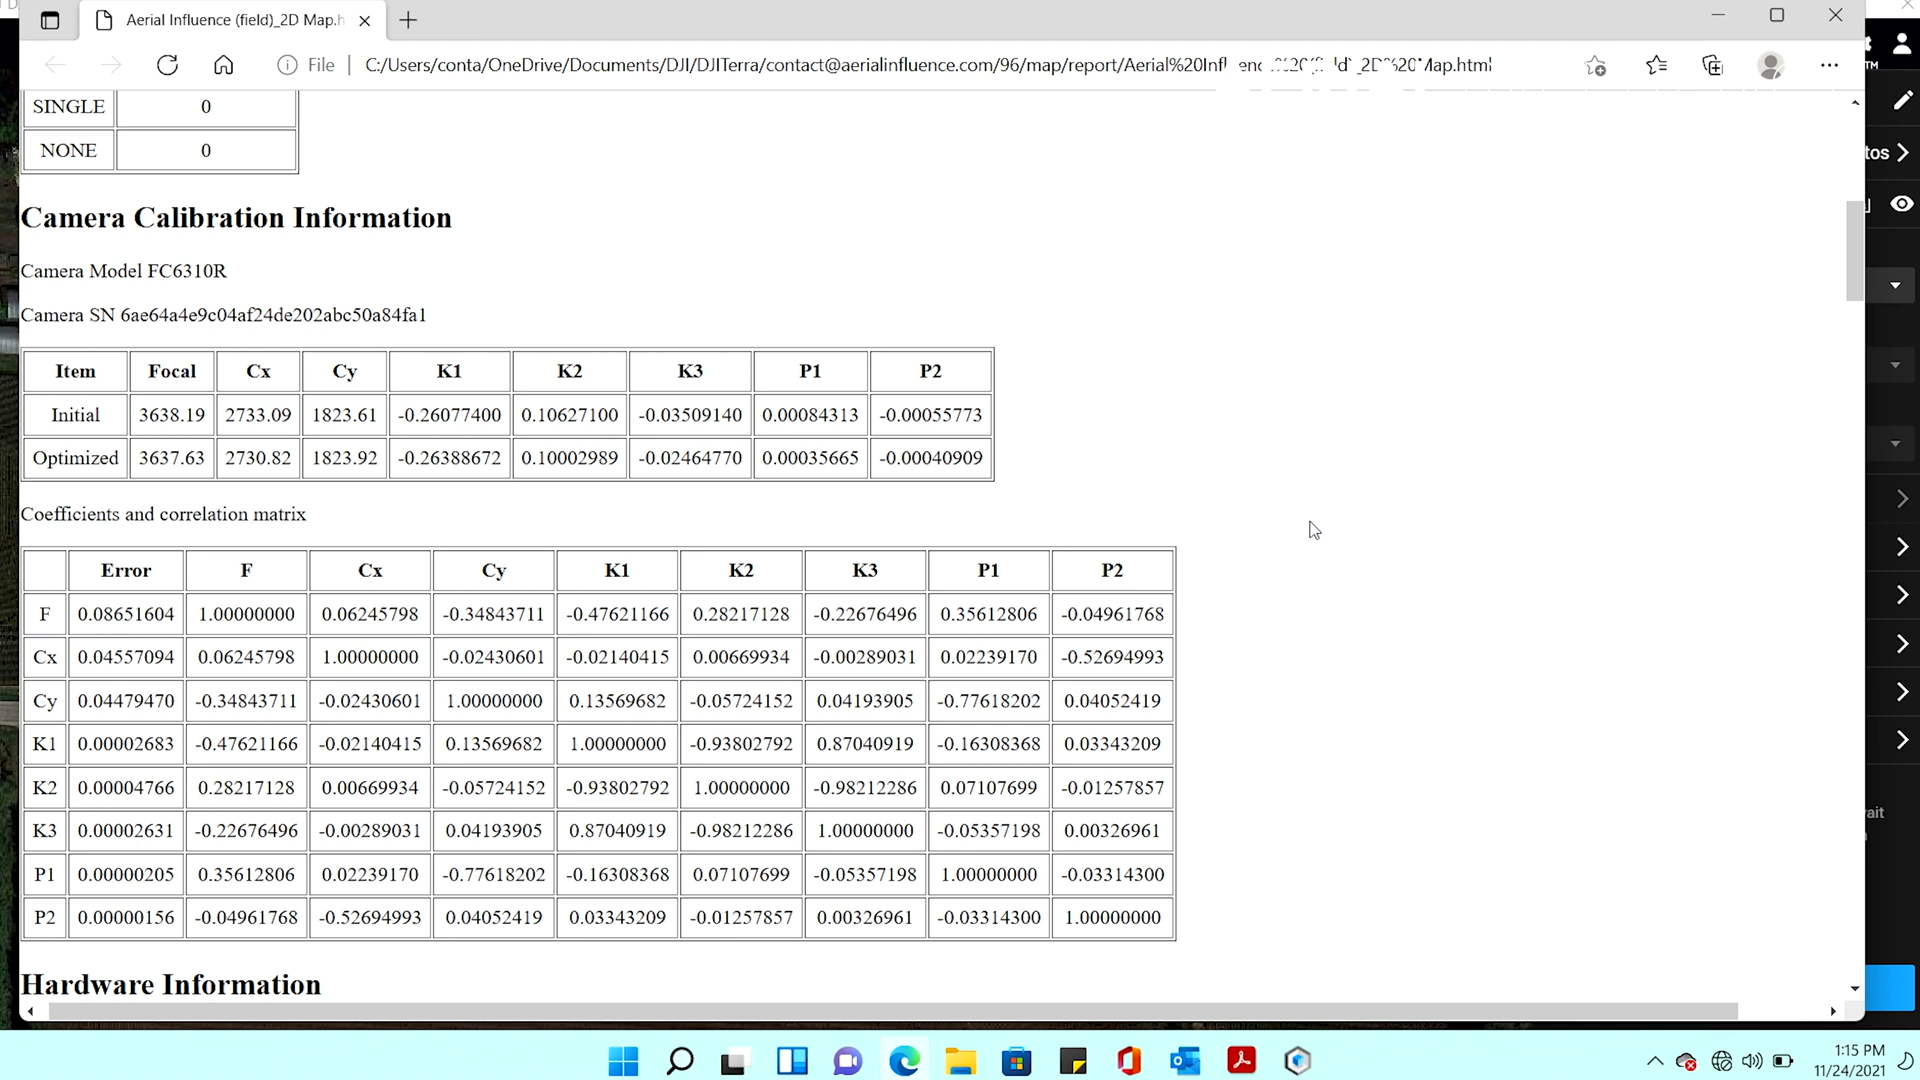 Aerial Influence (field)_2D Map.h
File
C:/Users/conta/OneDrive/Documents/DJI/DJITerra/contact@aerialinfluence.com/96/map/report/Aerial%20Infl
Map.html
TM
SINGLE 0
NONE 0
tos
Camera Calibration Information
Camera Model FC6310R
Camera SN 6ae64a4e9c04af24de202abc50a84fa1
Item Focal Cx Cy K1 K2 K3 P1 P2
Initial 3638.19 2733.09 1823.61 -0.26077400 0.10627100 -0.03509140 0.00084313 -0.00055773
Optimized 3637.63 2730.82 1823.92 -0.26388672 0.10002989 -0.02464770 0.00035665 -0.00040909
Coefficients and correlation matrix
Error F Cx Cy K1 K2 K3 P1 P2
F 0.08651604 1.00000000 0.06245798 -0.34843711 -0.47621166 0.28217128 -0.22676496 0.35612806 -0.04961768
Cx 0.04557094 0.06245798 1.00000000 -0.02430601 -0.02140415 0.00669934 -0.00289031 0.02239170 -0.52694993
Cy 0.04479470 -0.34843711 -0.02430601 1.00000000 0.13569682 -0.05724152 0.04193905 -0.77618202 0.04052419
K1 0.00002683 -0.47621166 -0.02140415 0.13569682 1.00000000 -0.93802792 0.87040919 -0.16308368 0.03343209
K2 0.00004766 0.28217128 0.00669934 -0.05724152 -0.93802792 1.00000000 -0.98212286 0.07107699 -0.01257857
K3 0.00002631 -0.22676496 -0.00289031 0.04193905 0.87040919 -0.98212286 1.00000000 -0.05357198 0.00326961
P1 0.00000205 0.35612806 0.02239170 -0.77618202 -0.16308368 0.07107699 -0.05357198 1.00000000 -0.03314300
P2 0.00000156 -0.04961768 -0.52694993 0.04052419 0.03343209 -0.01257857 0.00326961 -0.03314300 1.00000000
ait
Hardware Information
1:15 PM
11/24/2021